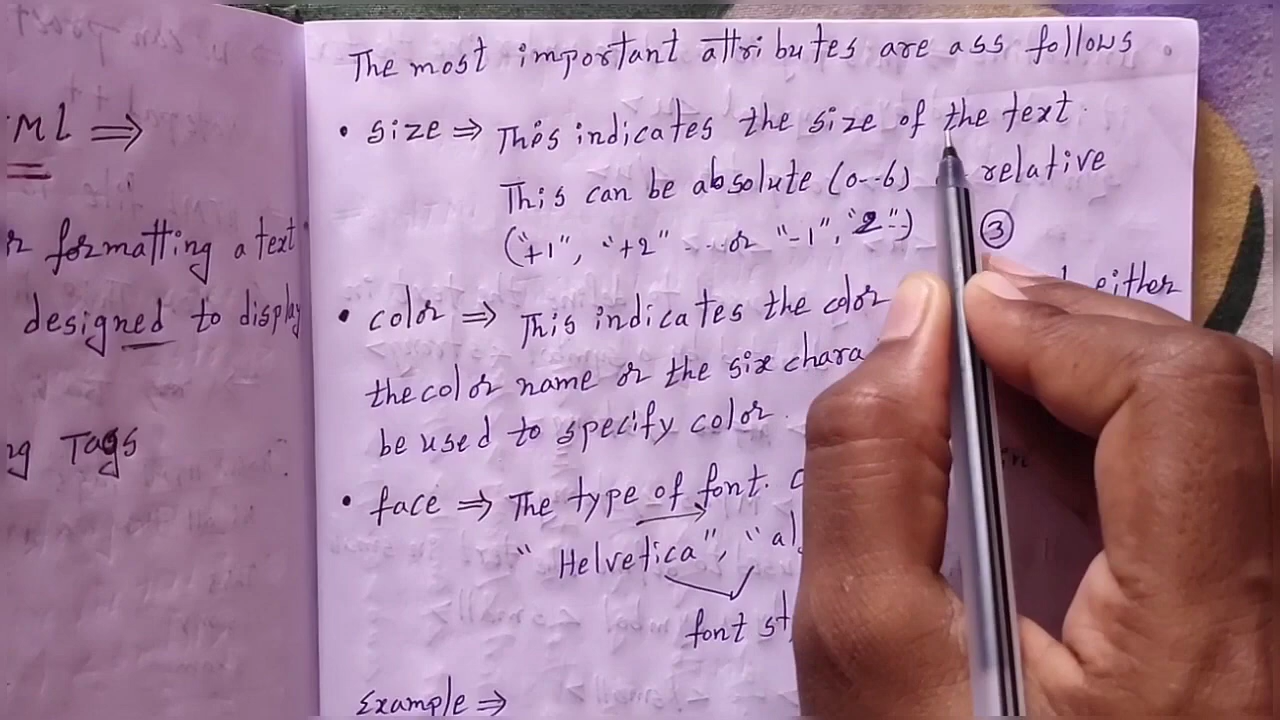 ML ⇒
formatting a text
designed to display
Tags
The most important attributes are ass follows
• size ⇒ This indicates the size of the text.
This can be absolute (0--6) relative
("+1", "+2" ---or "-1", "2"--)
③
• color ⇒ This indicates the color either
the color name or the six chara
be used to specify color.
• face ⇒ The type of font.
"Helvetica", "al
font st
Example ⇒